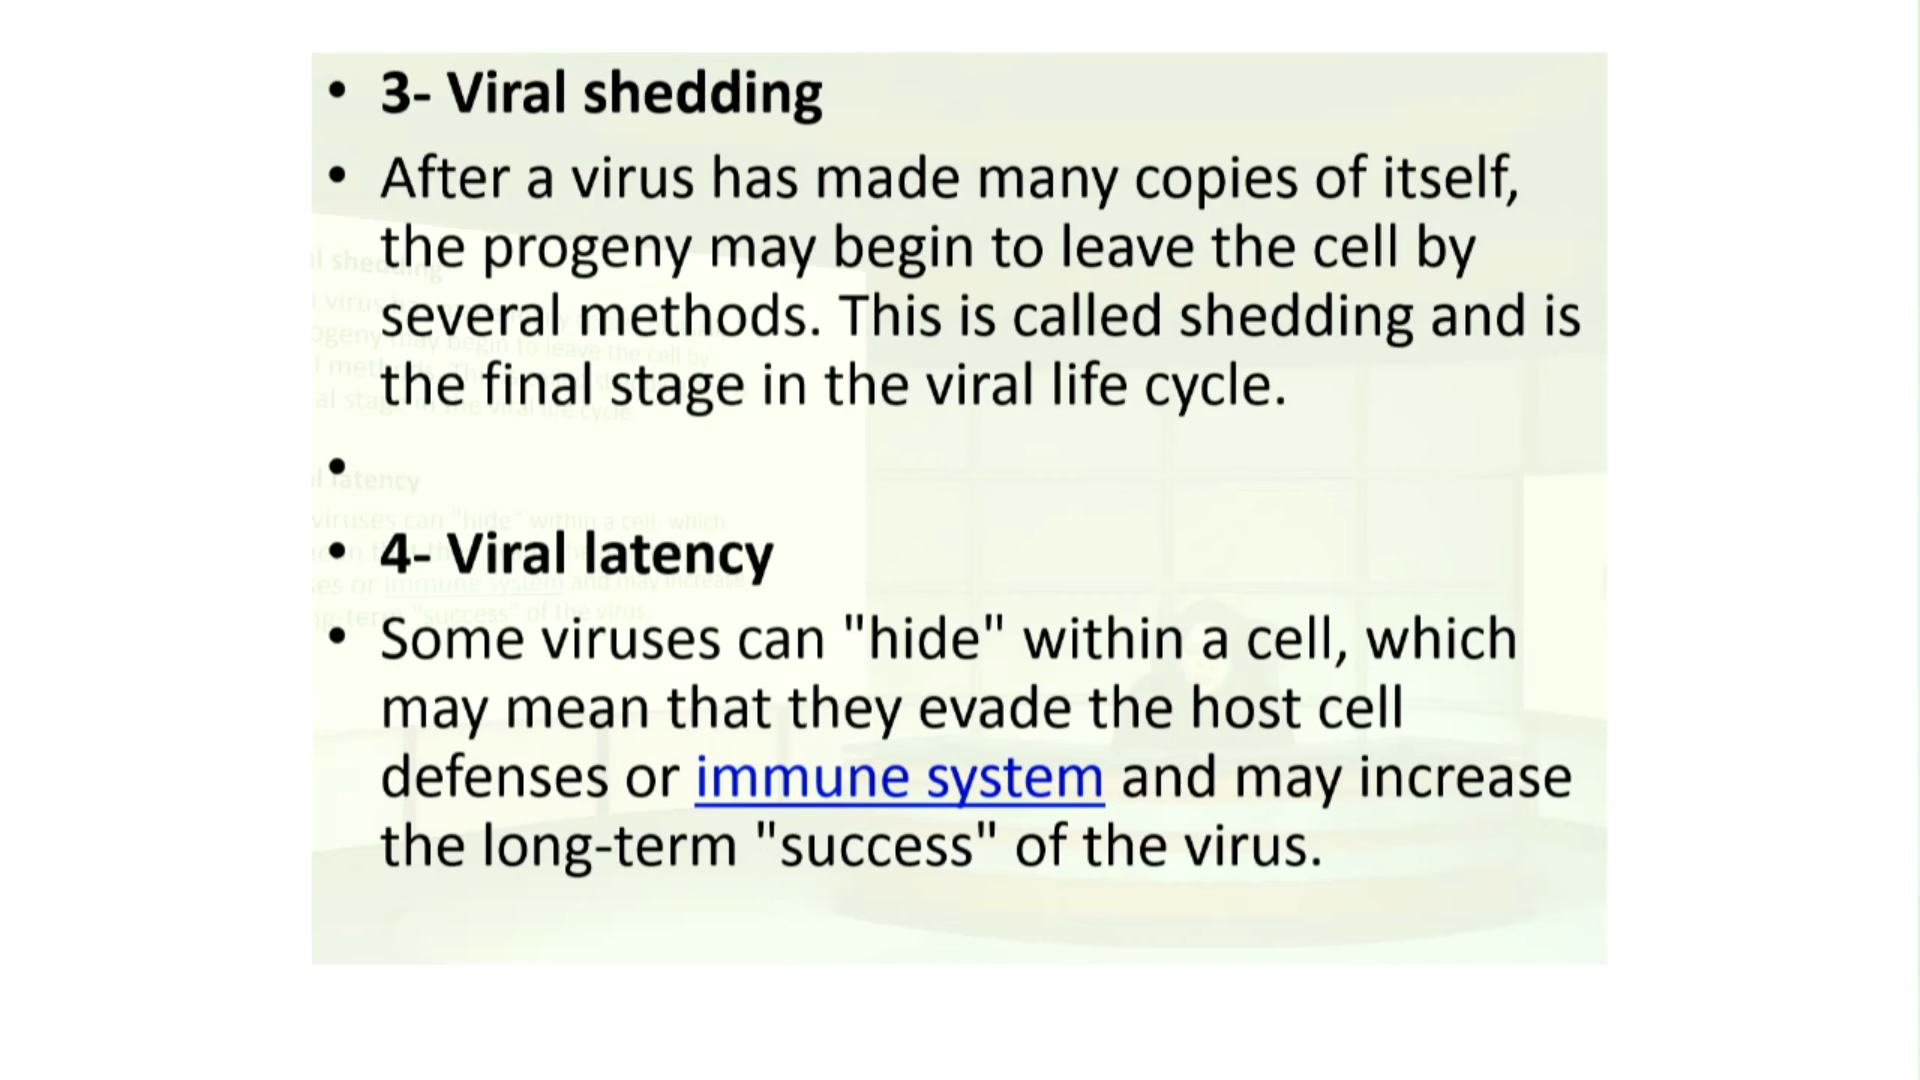 • 3- Viral shedding
• After a virus has made many copies of itself,
the progeny may begin to leave the cell by
several methods. This is called shedding and is
the final stage in the viral life cycle.
•
• 4- Viral latency
• Some viruses can "hide" within a cell, which
may mean that they evade the host cell
defenses or immune system and may increase
the long-term "success" of the virus.